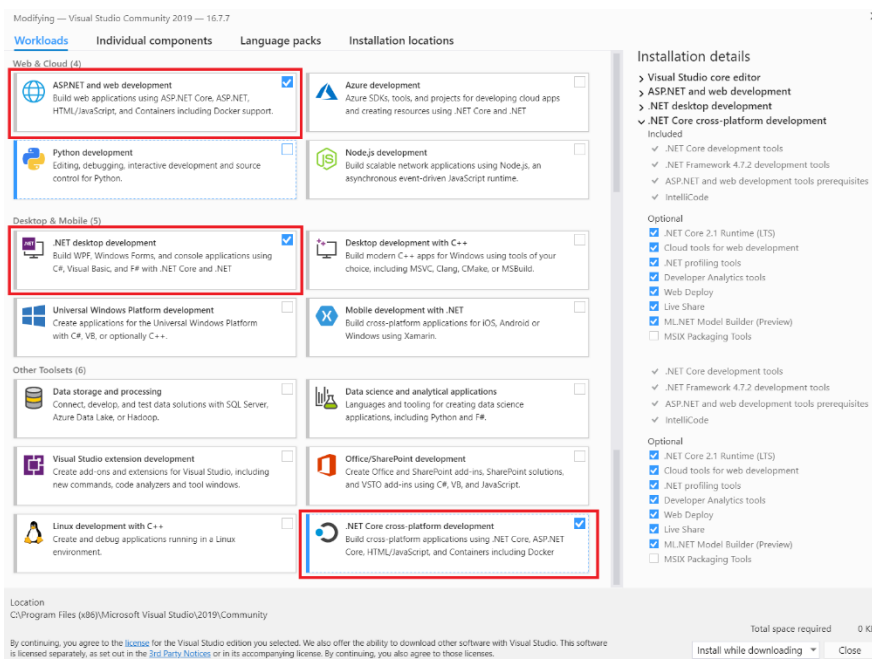 Modifying — Visual Studio Community 2019 — 16.7.7
Workloads Individual components Language packs Installation locations
Web & Cloud (4)
ASP.NET and web development
Build web applications using ASP.NET Core, ASP.NET,
HTML/JavaScript, and Containers including Docker support.
Azure development
Azure SDKs, tools, and projects for developing cloud apps
and creating resources using .NET Core and .NET
Python development
Editing, debugging, interactive development and source
control for Python.
Node.js development
Build scalable network applications using Node.js, an
asynchronous event-driven JavaScript runtime.
Desktop & Mobile (5)
.NET desktop development
Build WPF, Windows Forms, and console applications using
C#, Visual Basic, and F# with .NET Core and .NET
Desktop development with C++
Build modern C++ apps for Windows using tools of your
choice, including MSVC, Clang, CMake, or MSBuild.
Universal Windows Platform development
Create applications for the Universal Windows Platform
with C#, VB, or optionally C++.
Mobile development with .NET
Build cross-platform applications for iOS, Android or
Windows using Xamarin.
Other Toolsets (6)
Data storage and processing
Connect, develop, and test data solutions with SQL Server,
Azure Data Lake, or Hadoop.
Data science and analytical applications
Languages and tooling for creating data science
applications, including Python and F#.
Visual Studio extension development
Create add-ons and extensions for Visual Studio, including
new commands, code analyzers and tool windows.
Office/SharePoint development
Create Office and SharePoint add-ins, SharePoint solutions,
and VSTO add-ins using C#, VB, and JavaScript.
Linux development with C++
Create and debug applications running in a Linux
environment.
.NET Core cross-platform development
Build cross-platform applications using .NET Core, ASP.NET
Core, HTML/JavaScript, and Containers including Docker
Installation details
Visual Studio core editor
ASP.NET and web development
.NET desktop development
.NET Core cross-platform development
Included
.NET Core development tools
.NET Framework 4.7.2 development tools
ASP.NET and web development tools prerequisites
IntelliCode
Optional
.NET Core 2.1 Runtime (LTS)
Cloud tools for web development
.NET profiling tools
Developer Analytics tools
Web Deploy
Live Share
ML.NET Model Builder (Preview)
MSIX Packaging Tools
.NET Core development tools
.NET Framework 4.7.2 development tools
ASP.NET and web development tools prerequisites
IntelliCode
Optional
.NET Core 2.1 Runtime (LTS)
Cloud tools for web development
.NET profiling tools
Developer Analytics tools
Web Deploy
Live Share
ML.NET Model Builder (Preview)
MSIX Packaging Tools
Location
C:\Program Files (x86)\Microsoft Visual Studio\2019\Community
Total space required 0 K
By continuing, you agree to the license for the Visual Studio edition you selected. We also offer the ability to download other software with Visual Studio. This software
is licensed separately, as set out in the 3rd Party Notices or in its accompanying license. By continuing, you also agree to those licenses.
Install while downloading Close